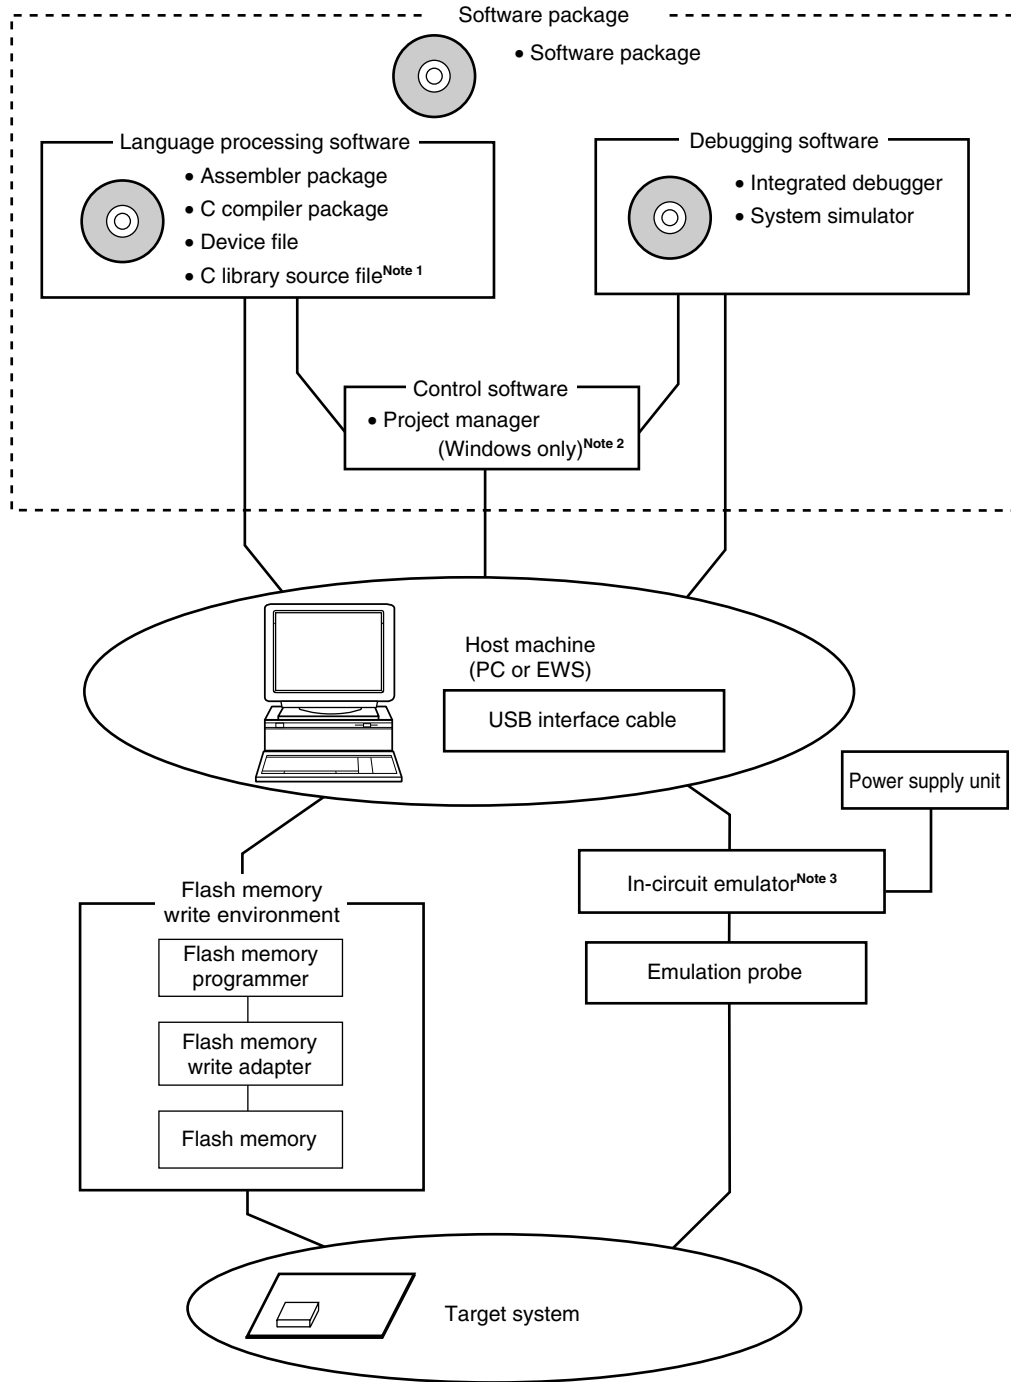 Software package
• Software package
Language processing software
• Assembler package
• C compiler package
• Device file
• C library source fileNote 1
Debugging software
• Integrated debugger
• System simulator
Control software
• Project manager
(Windows only)Note 2
Host machine
(PC or EWS)
USB interface cable
Power supply unit
Flash memory
write environment
Flash memory
programmer
Flash memory
write adapter
Flash memory
In-circuit emulatorNote 3
Emulation probe
Target system